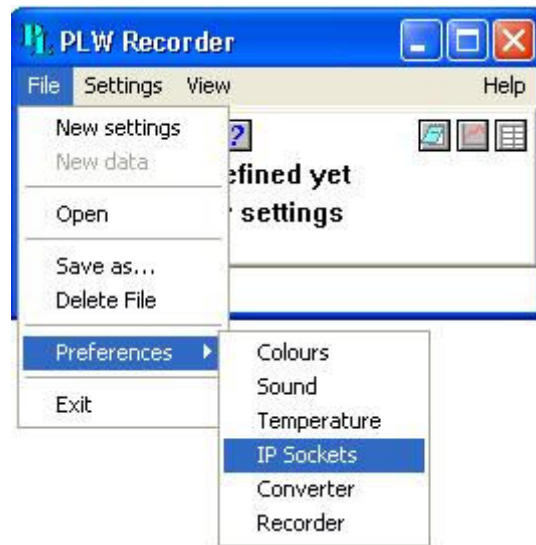 PLW Recorder
File Settings View Help
New settings
New data
Open
Save as...
Delete File
Preferences
Exit
?
efined yet
settings
Colours
Sound
Temperature
IP Sockets
Converter
Recorder